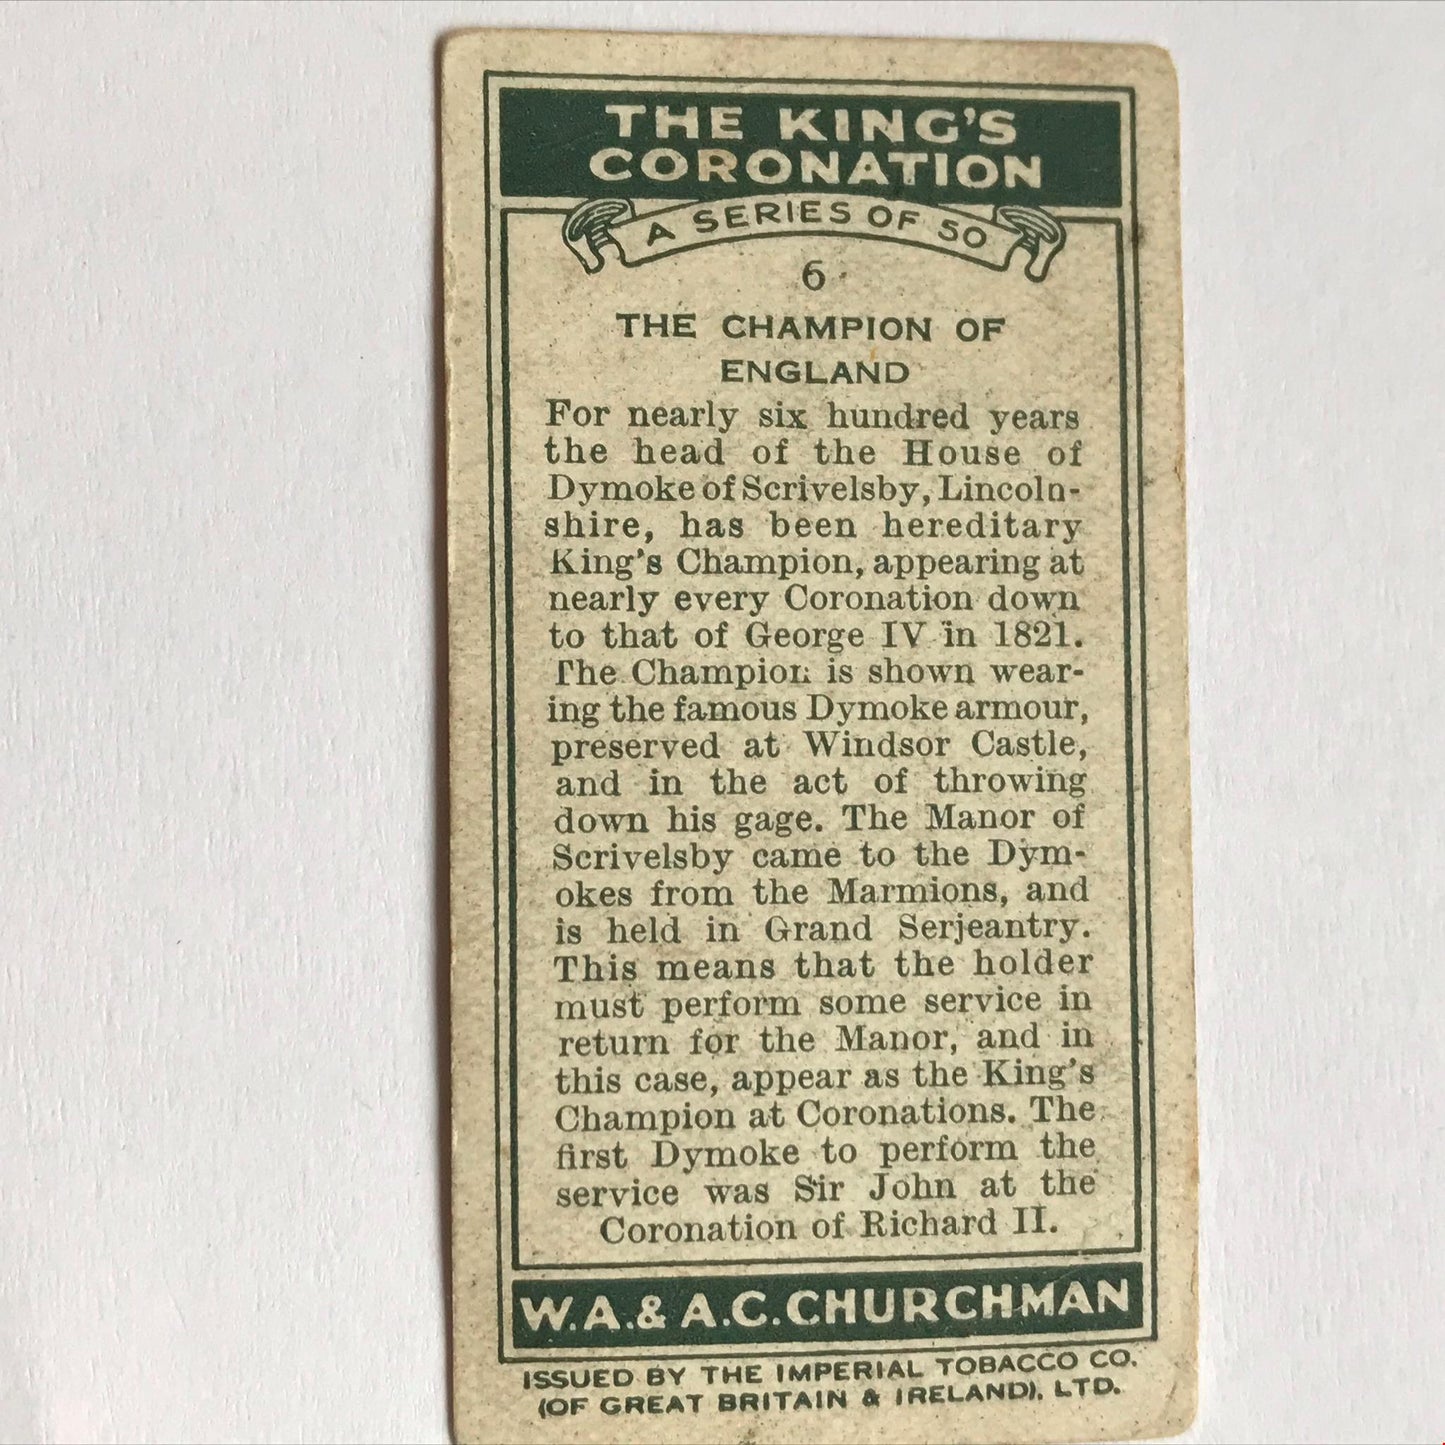 THE KING'S
CORONATION
A SERIES OF 50
6
THE CHAMPION OF
ENGLAND
For nearly six hundred years
the head of the House of
Dymoke of Scrivelsby, Lincoln-
shire, has been hereditary
King's Champion, appearing at
nearly every Coronation down
to that of George IV in 1821.
The Champion is shown wear-
ing the famous Dymoke armour,
preserved at Windsor Castle,
and in the act of throwing
down his gage. The Manor of
Scrivelsby came to the Dym-
okes from the Marmions, and
is held in Grand Serjeantry.
This means that the holder
must perform some service in
return for the Manor, and in
this case, appear as the King's
Champion at Coronations. The
first Dymoke to perform the
service was Sir John at the
Coronation of Richard II.
W.A. & A.C. CHURCHMAN
ISSUED BY THE IMPERIAL TOBACCO CO.
(OF GREAT BRITAIN & IRELAND), LTD.